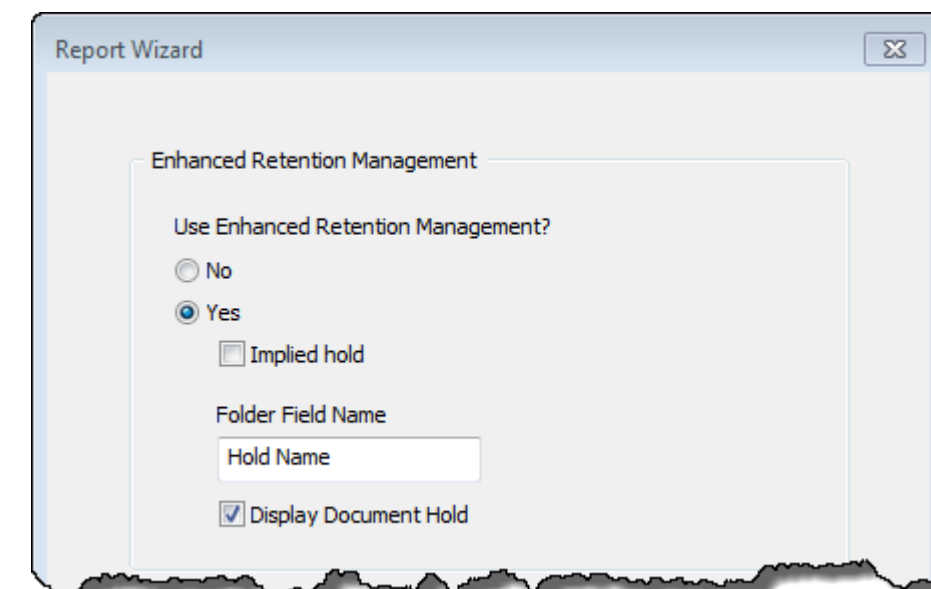 Report Wizard
Enhanced Retention Management
Use Enhanced Retention Management?
No
Yes
Implied hold
Folder Field Name
Hold Name
Display Document Hold